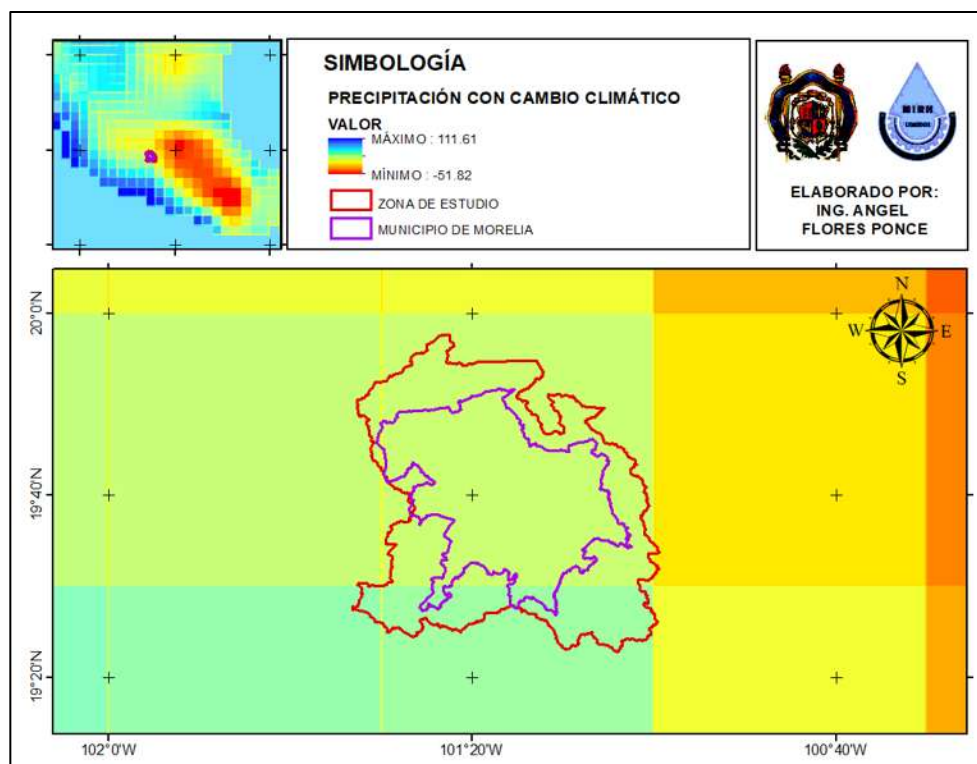 SIMBOLOGÍA
PRECIPITACIÓN CON CAMBIO CLIMÁTICO
VALOR
MÁXIMO : 111.61
MÍNIMO : -51.82
ZONA DE ESTUDIO
MUNICIPIO DE MORELIA
MIRH
ELABORADO POR:
ING. ANGEL
FLORES PONCE
N
W E
S
20°0'N
19°40'N
19°20'N
102°0'W 101°20'W 100°40'W